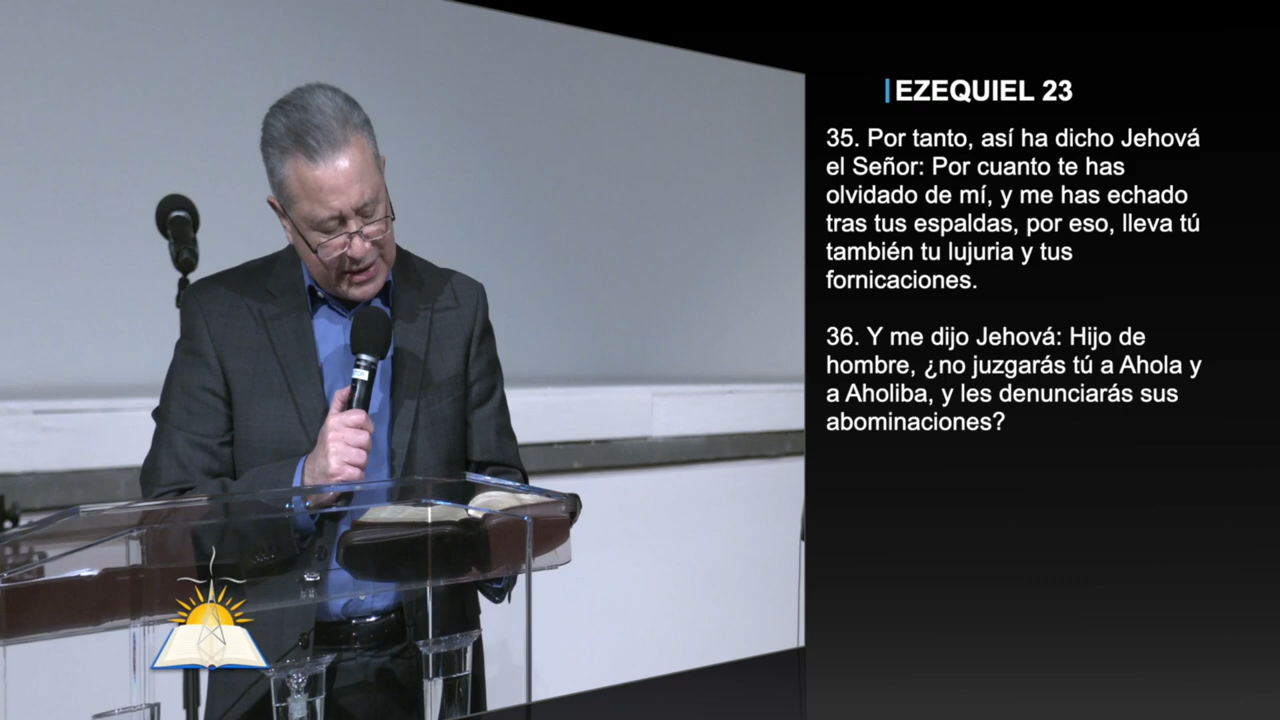 EZEQUIEL 23
35. Por tanto, así ha dicho Jehová
el Señor: Por cuanto te has
olvidado de mí, y me has echado
tras tus espaldas, por eso, lleva tú
también tu lujuria y tus
fornicaciones.
36. Y me dijo Jehová: Hijo de
hombre, ¿no juzgarás tú a Ahola y
a Aholiba, y les denunciarás sus
abominaciones?